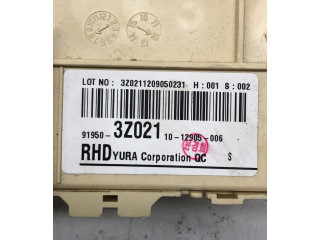 LOT NO : 3Z0211209050231 H : 001 S : 002
91950 - 3Z021 10 - 12905 - 006
RHD YURA Corporation QC $